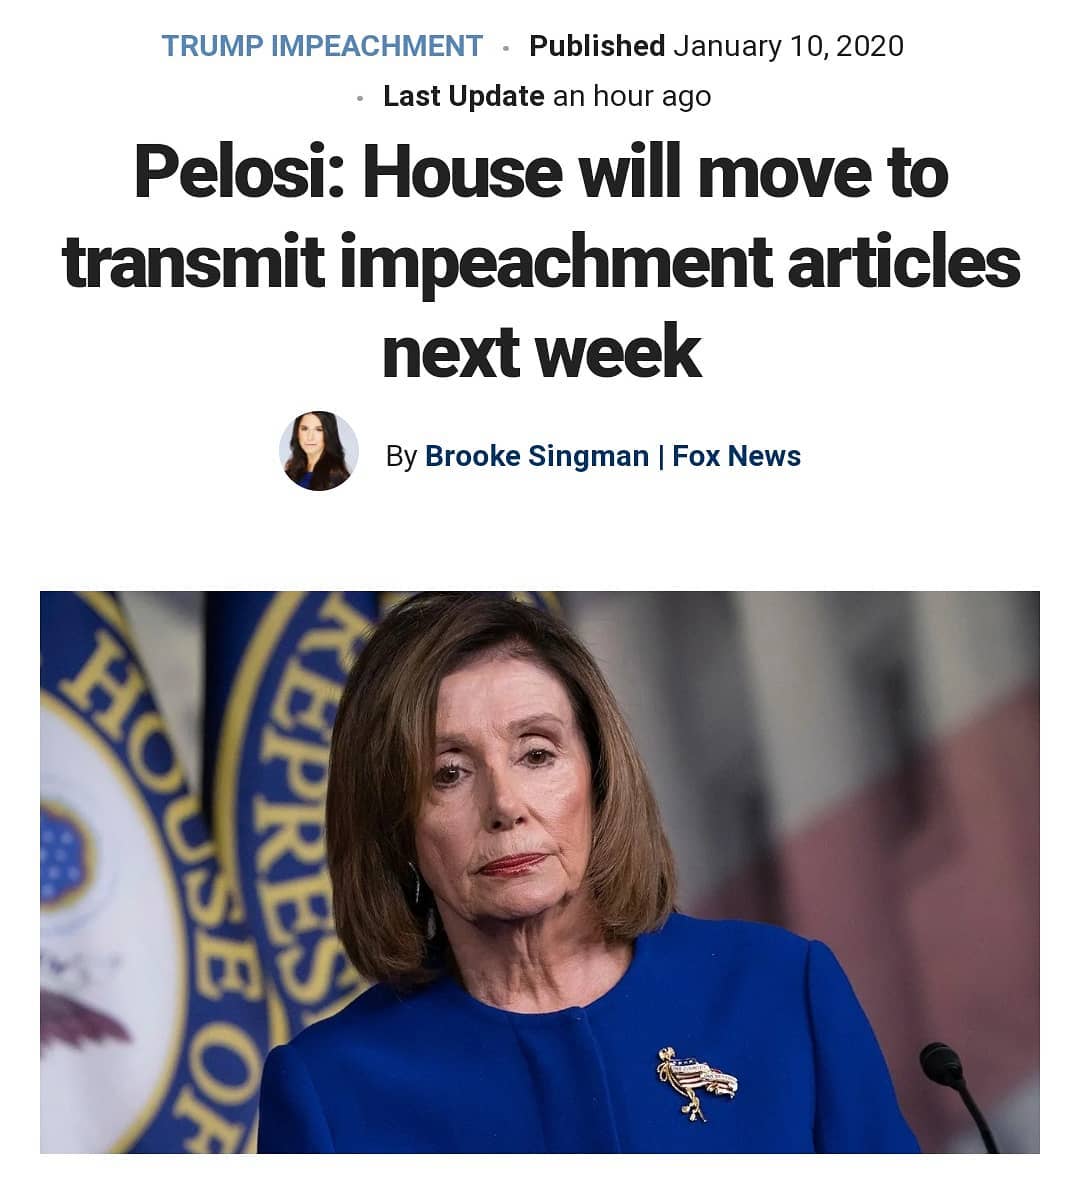 TRUMP IMPEACHMENT · Published January 10, 2020
· Last Update an hour ago
Pelosi: House will move to
transmit impeachment articles
next week
By Brooke Singman | Fox News
HOUSE OF
REPRES